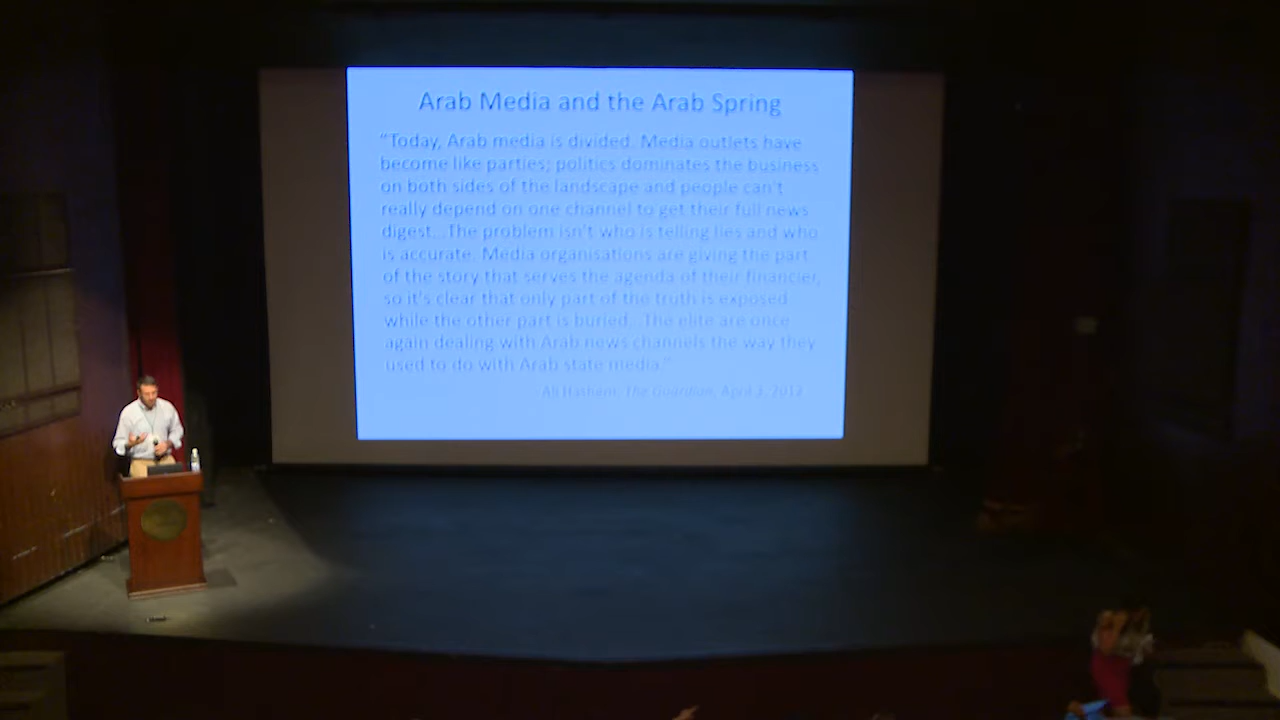 Arab Media and the Arab Spring
"Today, Arab media is divided. Media outlets have
become like parties; politics dominates the business
on both sides of the landscape and people can't
really depend on one channel to get their full news
digest...The problem isn't who is telling lies and who
is accurate. Media organisations are giving the part
of the story that serves the agenda of their financier,
so it's clear that only part of the truth is exposed
while the other part is buried...The elite are once
again dealing with Arab news channels the way they
used to do with Arab state media."
Ali Hashem, The Guardian, April 3, 2012